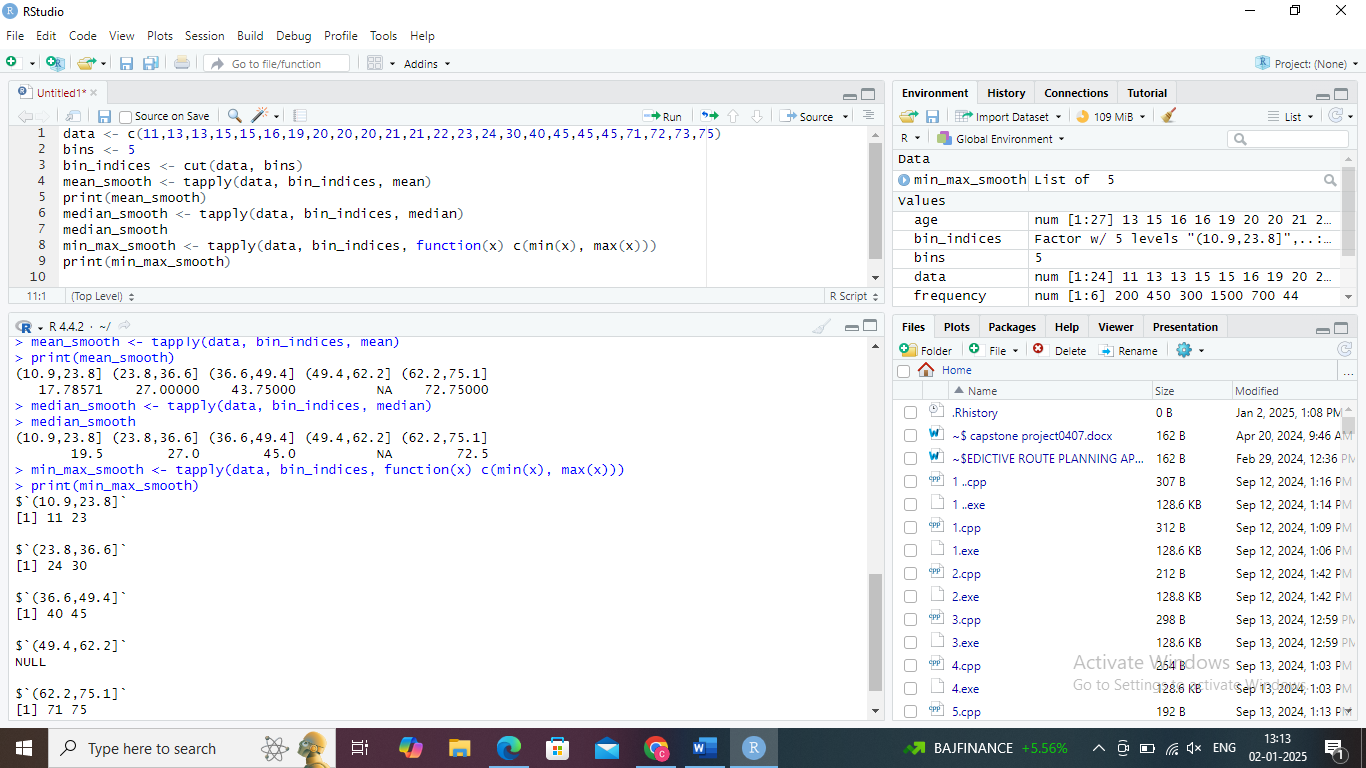 RStudio
File Edit Code View Plots Session Build Debug Profile Tools Help
Go to file/function Addins Project: (None)
Untitled1*
Source on Save Run Source
1 data <- c(11,13,13,15,15,16,19,20,20,20,21,21,22,23,24,30,40,45,45,45,71,72,73,75)
2 bins <- 5
3 bin_indices <- cut(data, bins)
4 mean_smooth <- tapply(data, bin_indices, mean)
5 print(mean_smooth)
6 median_smooth <- tapply(data, bin_indices, median)
7 median_smooth
8 min_max_smooth <- tapply(data, bin_indices, function(x) c(min(x), max(x)))
9 print(min_max_smooth)
10
11:1 (Top Level) R Script
R 4.4.2 · ~/
> mean_smooth <- tapply(data, bin_indices, mean)
> print(mean_smooth)
(10.9,23.8] (23.8,36.6] (36.6,49.4] (49.4,62.2] (62.2,75.1]
17.78571 27.00000 43.75000 NA 72.75000
> median_smooth <- tapply(data, bin_indices, median)
> median_smooth
(10.9,23.8] (23.8,36.6] (36.6,49.4] (49.4,62.2] (62.2,75.1]
19.5 27.0 45.0 NA 72.5
> min_max_smooth <- tapply(data, bin_indices, function(x) c(min(x), max(x)))
> print(min_max_smooth)
$`(10.9,23.8]`
[1] 11 23
$`(23.8,36.6]`
[1] 24 30
$`(36.6,49.4]`
[1] 40 45
$`(49.4,62.2]`
NULL
$`(62.2,75.1]`
[1] 71 75
Environment History Connections Tutorial
Import Dataset 109 MiB List
R Global Environment
Data
min_max_smooth List of 5
Values
age num [1:27] 13 15 16 16 19 20 20 21 2…
bin_indices Factor w/ 5 levels "(10.9,23.8]",..:…
bins 5
data num [1:24] 11 13 13 15 15 16 19 20 2…
frequency num [1:6] 200 450 300 1500 700 44
Files Plots Packages Help Viewer Presentation
Folder File Delete Rename
Home ...
Name Size Modified
.Rhistory 0 B Jan 2, 2025, 1:08 PM
~$ capstone project0407.docx 162 B Apr 20, 2024, 9:46 AM
~$EDICTIVE ROUTE PLANNING AP... 162 B Feb 29, 2024, 12:36 PM
1 ..cpp 307 B Sep 12, 2024, 1:16 PM
1 ..exe 128.6 KB Sep 12, 2024, 1:14 PM
1.cpp 312 B Sep 12, 2024, 1:09 PM
1.exe 128.6 KB Sep 12, 2024, 1:06 PM
2.cpp 212 B Sep 12, 2024, 1:42 PM
2.exe 128.8 KB Sep 12, 2024, 1:42 PM
3.cpp 298 B Sep 13, 2024, 12:59 PM
3.exe 128.6 KB Sep 13, 2024, 12:59 PM
4.cpp 254 B Sep 13, 2024, 1:03 PM
4.exe 128.6 KB Sep 13, 2024, 1:03 PM
5.cpp 192 B Sep 13, 2024, 1:13 PM
Activate Windows
Go to Settings to activate Windows.
Type here to search
BAJFINANCE +5.56% ENG
13:13
02-01-2025
1